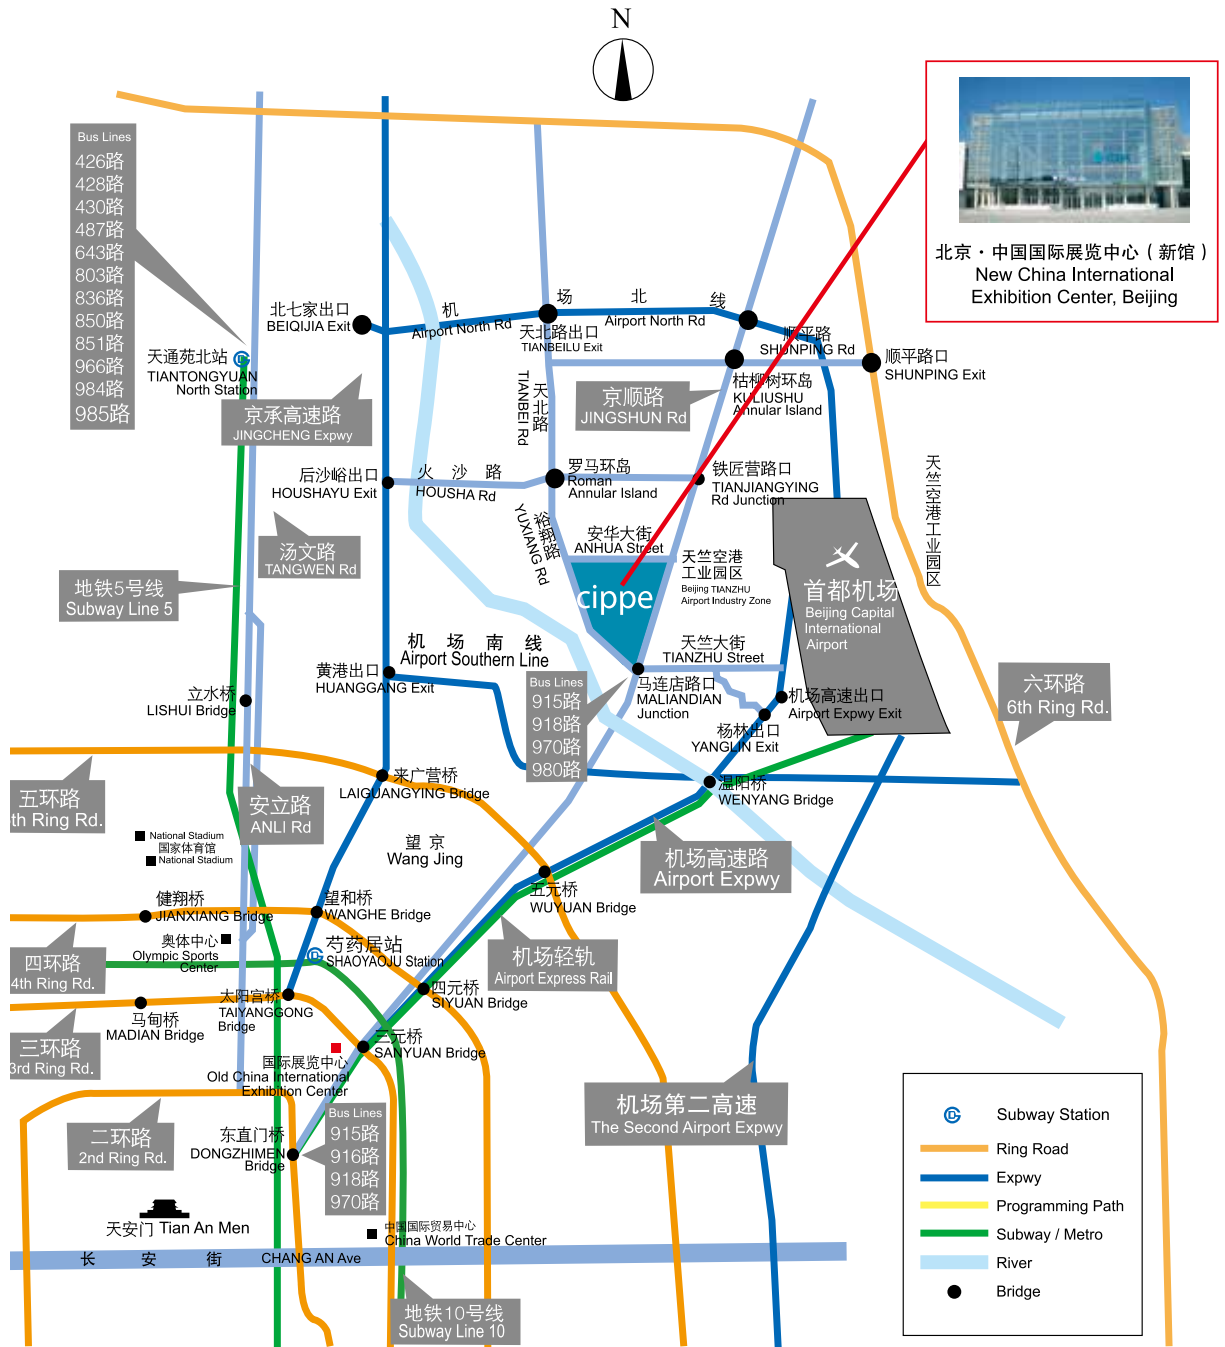 N
Bus Lines
426路
428路
430路
487路
643路
803路
836路
850路
851路
966路
984路
985路
北京·中国国际展览中心（新馆）
New China International
Exhibition Center, Beijing
北七家出口
BEIQIJIA Exit
机 场 北 线
Airport North Rd
Airport North Rd
天北路出口
TIANBEILU Exit
顺平路
SHUNPING Rd
顺平路口
SHUNPING Exit
天通苑北站
TIANTONGYUAN
North Station
京承高速路
JINGCHENG Expwy
天北路
TIANBEI Rd
京顺路
JINGSHUN Rd
枯柳树环岛
KULIUSHU
Annular Island
后沙峪出口
HOUSHAYU Exit
火 沙 路
HOUSHA Rd
罗马环岛
Roman
Annular Island
铁匠营路口
TIANJIANGYING
Rd Junction
天竺空港工业园区
裕翔路
YUXIANG Rd
安华大街
ANHUA Street
汤文路
TANGWEN Rd
天竺空港
工业园区
Beijing TIANZHU
Airport Industry Zone
cippe
首都机场
Beijing Capital
International
Airport
地铁5号线
Subway Line 5
机 场 南 线
Airport Southern Line
天竺大街
TIANZHU Street
黄港出口
HUANGGANG Exit
Bus Lines
915路
918路
970路
980路
马连店路口
MALIANDIAN
Junction
机场高速出口
Airport Expwy Exit
杨林出口
YANGLIN Exit
六环路
6th Ring Rd.
立水桥
LISHUI Bridge
五环路
th Ring Rd.
安立路
ANLI Rd
来广营桥
LAIGUANGYING Bridge
温阳桥
WENYANG Bridge
National Stadium
国家体育馆
National Stadium
望 京
Wang Jing
机场高速路
Airport Expwy
健翔桥
JIANXIANG Bridge
望和桥
WANGHE Bridge
五元桥
WUYUAN Bridge
奥体中心
Olympic Sports
Center
芍药居站
SHAOYAOJU Station
机场轻轨
Airport Express Rail
四环路
4th Ring Rd.
四元桥
SIYUAN Bridge
太阳宫桥
TAIYANGGONG
Bridge
马甸桥
MADIAN Bridge
三环路
3rd Ring Rd.
三元桥
SANYUAN Bridge
国际展览中心
Old China International
Exhibition Center
机场第二高速
The Second Airport Expwy
二环路
2nd Ring Rd.
东直门桥
DONGZHIMEN
Bridge
Bus Lines
915路
916路
918路
970路
天安门 Tian An Men
中国国际贸易中心
China World Trade Center
长 安 街 CHANG AN Ave
地铁10号线
Subway Line 10
Subway Station
Ring Road
Expwy
Programming Path
Subway / Metro
River
Bridge